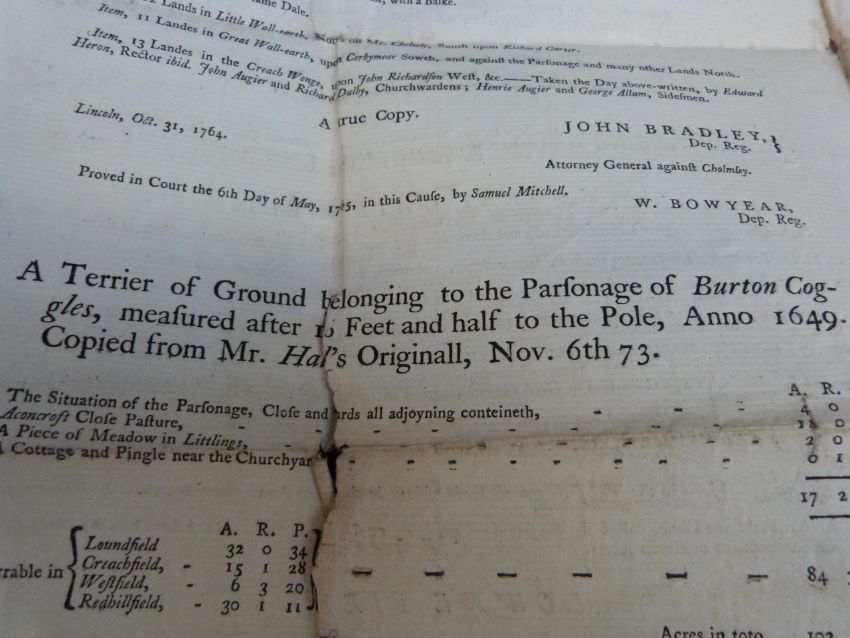 Lands in Little Wall-earth,
Item, 11 Landes in Great Wall-earth, upon Corbymear Sowth, and against the Parſonage and many other Lands North.
Item, 13 Landes in the Creach Wonge, upon John Richardſon Weſt, &c.——Taken the Day above-written, by Edward
Heron, Rector ibid. John Augier and Richard Dalby, Churchwardens; Henrie Augier and George Allum, Sideſmen.
A true Copy.
Lincoln, Oct. 31, 1764.
JOHN BRADLEY,}
Dep. Reg.
Attorney General againſt Cholmley.
Proved in Court the 6th Day of May, 1765, in this Cauſe, by Samuel Mitchell.
W. BOWYEAR,
Dep. Reg.
A Terrier of Ground belonging to the Parſonage of Burton Cog-
gles, meaſured after Feet and half to the Pole, Anno 1649.
Copied from Mr. Hal's Originall, Nov. 6th 73.
A. R.
The Situation of the Parſonage, Cloſe and ards all adjoyning conteineth, - - - 4 0
Aconcroft Cloſe Paſture, - - - - - - 0
A Piece of Meadow in Littlings, - - - - - - 2 0
A Cottage and Pingle near the Churchyar - - - - - - 0 1
17 2
A. R. P.
Loundfield 32 0 34
rable in Creachfield, - 15 1 28
Weſtfield, - 6 3 20 - - - - - - 84
Redhillfield, - 30 1 11
Acres in toto 102